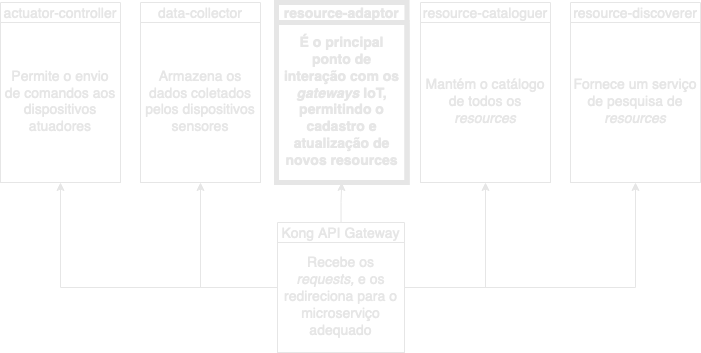 actuator-controller
Permite o envio
de comandos aos
dispositivos
atuadores
data-collector
Armazena os
dados coletados
pelos dispositivos
sensores
resource-adaptor
É o principal
ponto de
interação com os
gateways IoT,
permitindo o
cadastro e
atualização de
novos resources
resource-cataloguer
Mantém o catálogo
de todos os
resources
resource-discoverer
Fornece um serviço
de pesquisa de
resources
Kong API Gateway
Recebe os
requests, e os
redireciona para o
microserviço
adequado